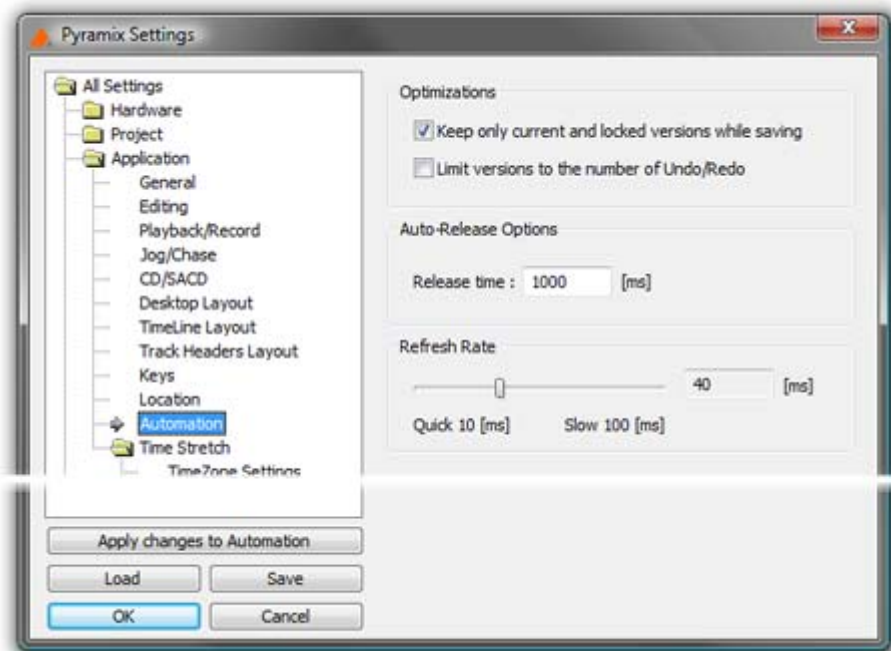 Pyramix Settings
All Settings
Hardware
Project
Application
General
Editing
Playback/Record
Jog/Chase
CD/SACD
Desktop Layout
TimeLine Layout
Track Headers Layout
Keys
Location
Automation
Time Stretch
TimeZone Settings
Apply changes to Automation
Load Save
OK Cancel
Optimizations
Keep only current and locked versions while saving
Limit versions to the number of Undo/Redo
Auto-Release Options
Release time : 1000 [ms]
Refresh Rate
40 [ms]
Quick 10 [ms] Slow 100 [ms]